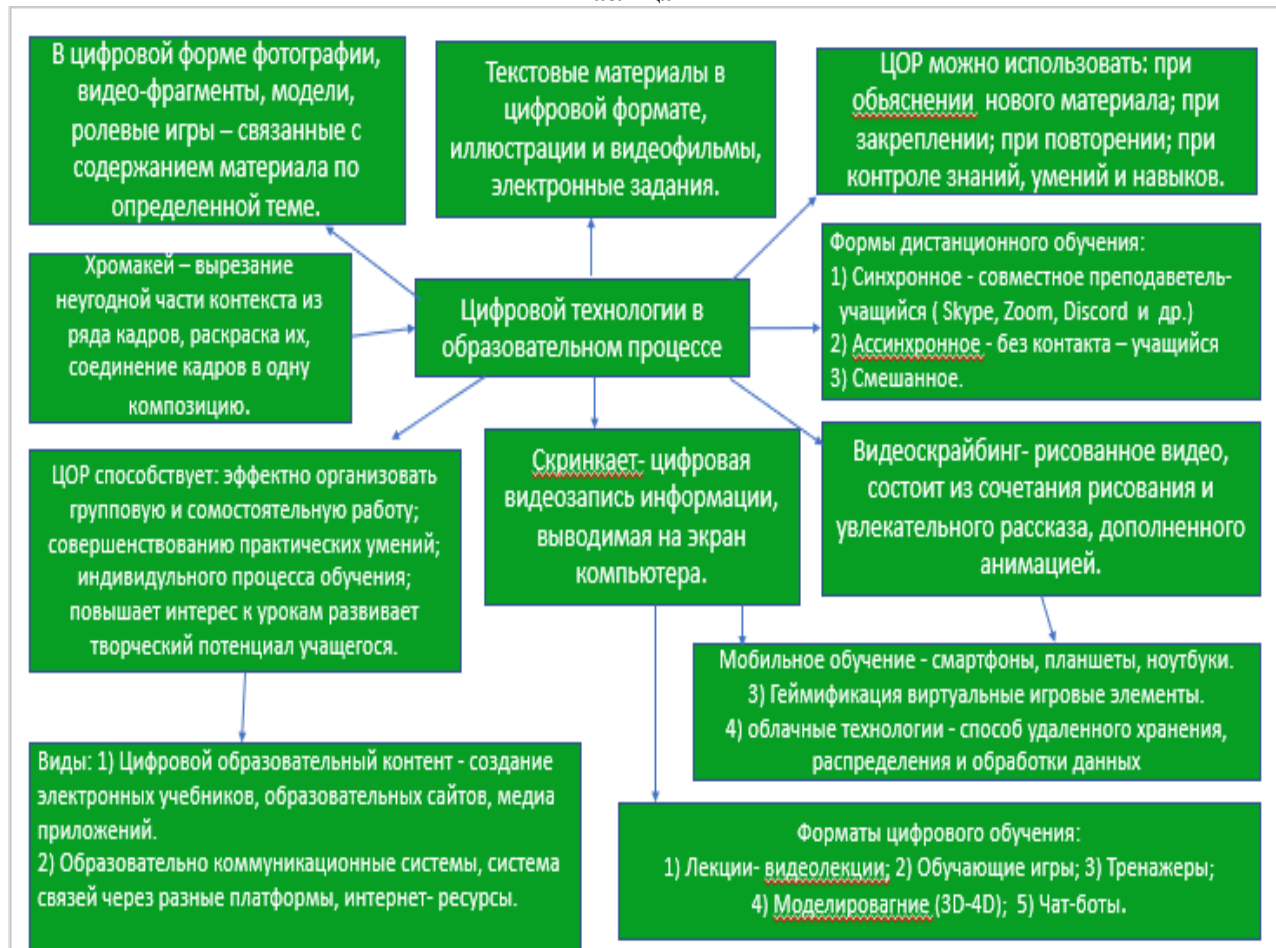 В цифровой форме фотографии,
видео-фрагменты, модели,
ролевые игры – связанные с
содержанием материала по
определенной теме.
Текстовые материалы в
цифровой формате,
иллюстрации и видеофильмы,
электронные задания.
ЦОР можно использовать: при
обьяснении нового материала; при
закреплении; при повторении; при
контроле знаний, умений и навыков.
Хромакей – вырезание
неугодной части контекста из
ряда кадров, раскраска их,
соединение кадров в одну
композицию.
Цифровой технологии в
образовательном процессе
Формы дистанционного обучения:
1) Синхронное - совместное преподаветель-
учащийся ( Skype, Zoom, Discord и др.)
2) Ассинхронное - без контакта – учащийся
3) Смешанное.
ЦОР способствует: эффектно организовать
групповую и сомостоятельную работу;
совершенствованию практических умений;
индивидульного процесса обучения;
повышает интерес к урокам развивает
творческий потенциал учащегося.
Скринкает- цифровая
видеозапись информации,
выводимая на экран
компьютера.
Видеоскрайбинг- рисованное видео,
состоит из сочетания рисования и
увлекательного рассказа, дополненного
анимацией.
Мобильное обучение - смартфоны, планшеты, ноутбуки.
3) Геймификация виртуальные игровые элементы.
4) облачные технологии - способ удаленного хранения,
распределения и обработки данных
Виды: 1) Цифровой образовательный контент - создание
электронных учебников, образовательных сайтов, медиа
приложений.
2) Образовательно коммуникационные системы, система
связей через разные платформы, интернет- ресурсы.
Форматы цифрового обучения:
1) Лекции- видеолекции; 2) Обучающие игры; 3) Тренажеры;
4) Моделировагние (3D-4D); 5) Чат-боты.